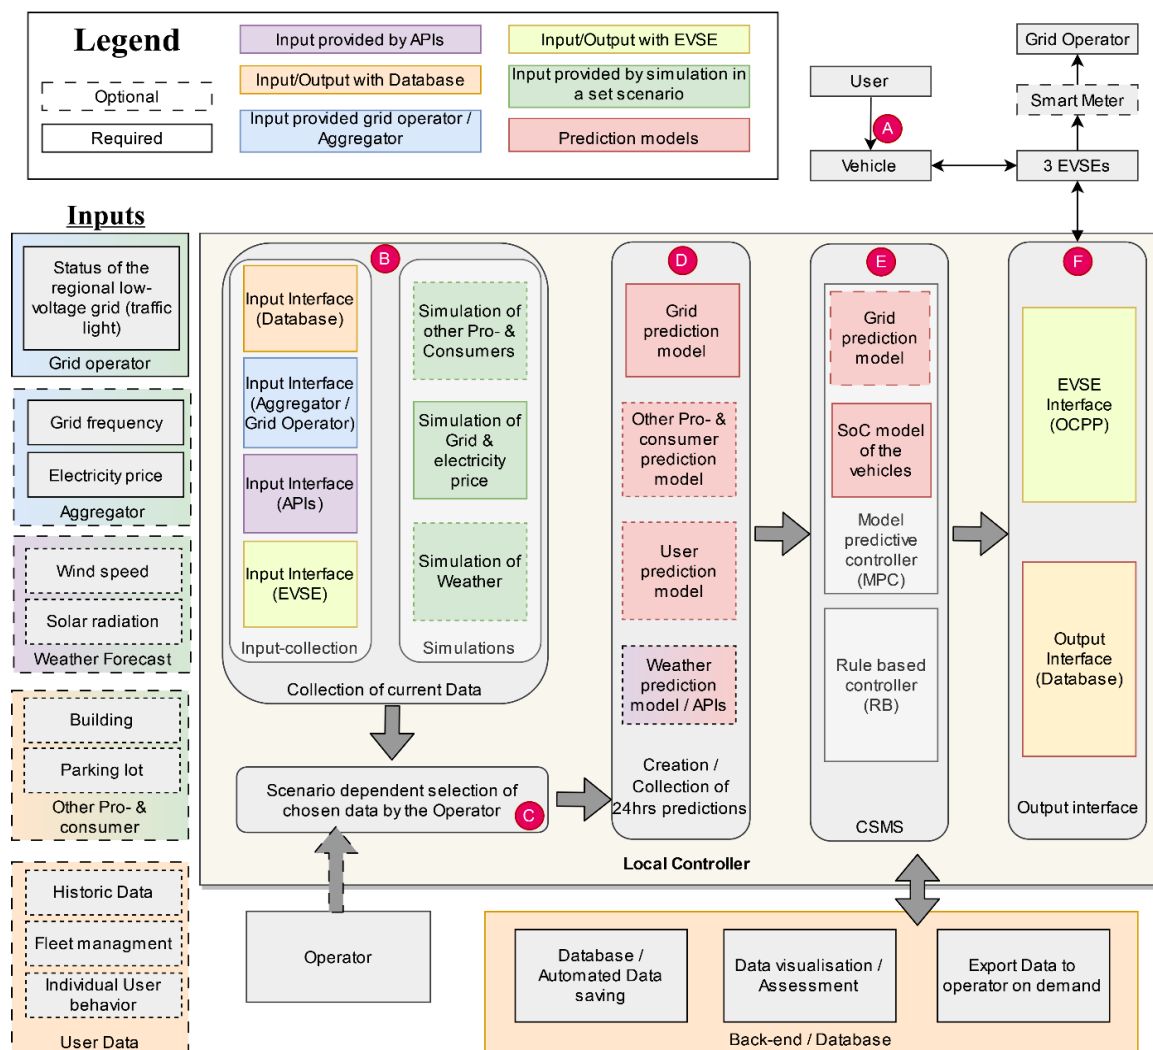 Legend
Optional
Required
Input provided by APIs
Input/Output with Database
Input provided grid operator /
Aggregator
Input/Output with EVSE
Input provided by simulation in
a set scenario
Prediction models
User
A
Vehicle
Grid Operator
Smart Meter
3 EVSEs
Inputs
Status of the
regional low-
voltage grid (traffic
light)
Grid operator
Grid frequency
Electricity price
Aggregator
Wind speed
Solar radiation
Weather Forecast
Building
Parking lot
Other Pro- &
consumer
Historic Data
Fleet managment
Individual User
behavior
User Data
B
Input Interface
(Database)
Input Interface
(Aggregator /
Grid Operator)
Input Interface
(APIs)
Input Interface
(EVSE)
Input-collection
Simulation of
other Pro- &
Consumers
Simulation of
Grid &
electricity
price
Simulation of
Weather
Simulations
Collection of current Data
Scenario dependent selection of
chosen data by the Operator
C
Operator
D
Grid
prediction
model
Other Pro- &
consumer
prediction
model
User
prediction
model
Weather
prediction
model / APIs
Creation /
Collection of
24hrs predictions
E
Grid
prediction
model
SoC model
of the
vehicles
Model
predictive
controller
(MPC)
Rule based
controller
(RB)
CSMS
F
EVSE
Interface
(OCPP)
Output
Interface
(Database)
Output interface
Local Controller
Database /
Automated Data
saving
Data visualisation /
Assessment
Export Data to
operator on demand
Back-end / Database